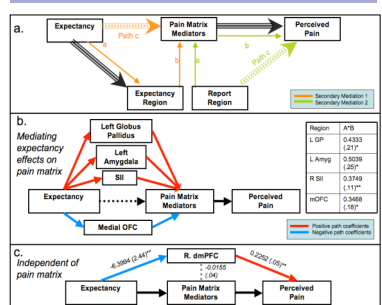 a.
Expectancy
Pain Matrix Mediators
Perceived Pain
Path c
Path c
a
b
a
b
Expectancy Region
Report Region
Secondary Mediation 1
Secondary Mediation 2
b.
Mediating expectancy effects on pain matrix
Left Globus Pallidus
Left Amygdala
SII
Expectancy
Pain Matrix Mediators
Perceived Pain
Medial OFC
Region A*B
L GP 0.4333 (.21)*
L Amyg 0.5039 (.25)*
R SII 0.3749 (.11)**
mOFC 0.3468 (.16)*
Positive path coefficients
Negative path coefficients
c.
Independent of pain matrix
-6.3994 (2.44)**
R. dmPFC
0.2252 (.05)**
-0.0155 (.04)
Expectancy
Pain Matrix Mediators
Perceived Pain